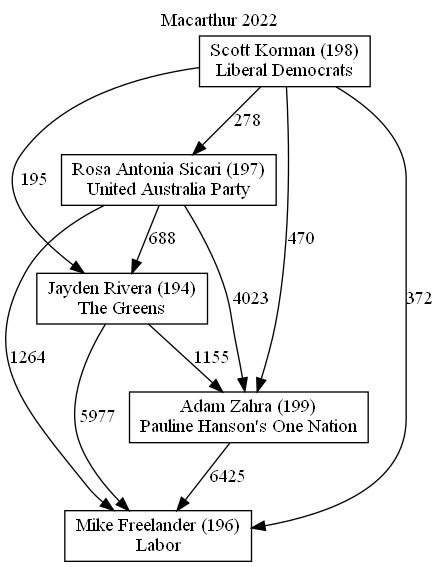 Macarthur 2022
Scott Korman (198)
Liberal Democrats
278
Rosa Antonia Sicari (197)
United Australia Party
195
688
470
Jayden Rivera (194)
The Greens
4023
372
1264
1155
Adam Zahra (199)
Pauline Hanson's One Nation
5977
6425
Mike Freelander (196)
Labor